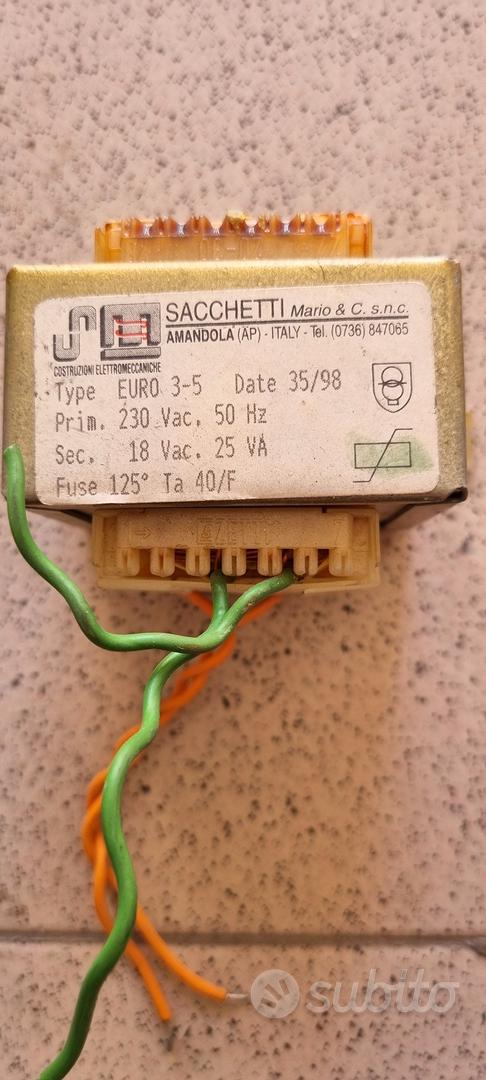 SACCHETTI Mario & C. s.n.c.
AMANDOLA (AP) - ITALY - Tel. (0736) 847065
COSTRUZIONI ELETTROMECCANICHE
Type EURO 3-5 Date 35/98
Prim. 230 Vac. 50 Hz
Sec. 18 Vac. 25 VA
Fuse 125° Ta 40/F
subito